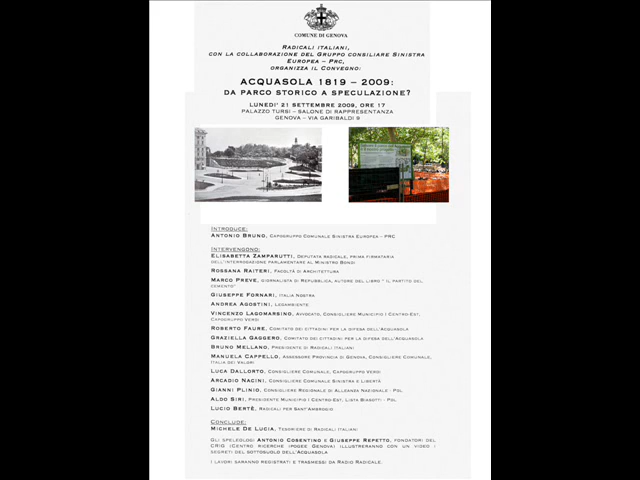 COMUNE DI GENOVA
RADICALI ITALIANI,
CON LA COLLABORAZIONE DEL GRUPPO CONSILIARE SINISTRA
EUROPEA – PRC,
ORGANIZZA IL CONVEGNO:
ACQUASOLA 1819 – 2009:
DA PARCO STORICO A SPECULAZIONE?
LUNEDI' 21 SETTEMBRE 2009, ORE 17
PALAZZO TURSI – SALONE DI RAPPRESENTANZA
GENOVA – VIA GARIBALDI 9
INTRODUCE:
ANTONIO BRUNO, CAPOGRUPPO COMUNALE SINISTRA EUROPEA – PRC
INTERVENGONO:
ELISABETTA ZAMPARUTTI, DEPUTATA RADICALE, PRIMA FIRMATARIA
DELL'INTERROGAZIONE PARLAMENTARE AL MINISTRO BONDI
ROSSANA RAITERI, FACOLTÀ DI ARCHITETTURA
MARCO PREVE, GIORNALISTA DI REPUBBLICA, AUTORE DEL LIBRO " IL PARTITO DEL
CEMENTO"
GIUSEPPE FORNARI, ITALIA NOSTRA
ANDREA AGOSTINI, LEGAMBIENTE
VINCENZO LAGOMARSINO, AVVOCATO, CONSIGLIERE MUNICIPIO I CENTRO-EST,
CAPOGRUPPO VERDI
ROBERTO FAURE, COMITATO DEI CITTADINI PER LA DIFESA DELL'ACQUASOLA
GRAZIELLA GAGGERO, COMITATO DEI CITTADINI PER LA DIFESA DELL'ACQUASOLA
BRUNO MELLANO, PRESIDENTE DI RADICALI ITALIANI
MANUELA CAPPELLO, ASSESSORE PROVINCIA DI GENOVA, CONSIGLIERE COMUNALE,
ITALIA DEI VALORI
LUCA DALLORTO, CONSIGLIERE COMUNALE, CAPOGRUPPO VERDI
ARCADIO NACINI, CONSIGLIERE COMUNALE SINISTRA E LIBERTÀ
GIANNI PLINIO, CONSIGLIERE REGIONALE DI ALLEANZA NAZIONALE - PDL
ALDO SIRI, PRESIDENTE MUNICIPIO I CENTRO-EST, LISTA BIASOTTI - PDL
LUCIO BERTÈ, RADICALI PER SANT'AMBROGIO
CONCLUDE:
MICHELE DE LUCIA, TESORIERE DI RADICALI ITALIANI
GLI SPELEOLOGI ANTONIO COSENTINO E GIUSEPPE REPETTO, FONDATORI DEL
CRIG (CENTRO RICERCHE IPOGEE GENOVA) ILLUSTRERANNO CON UN VIDEO I
SEGRETI DEL SOTTOSUOLO DELL'ACQUASOLA
I LAVORI SARANNO REGISTRATI E TRASMESSI DA RADIO RADICALE.